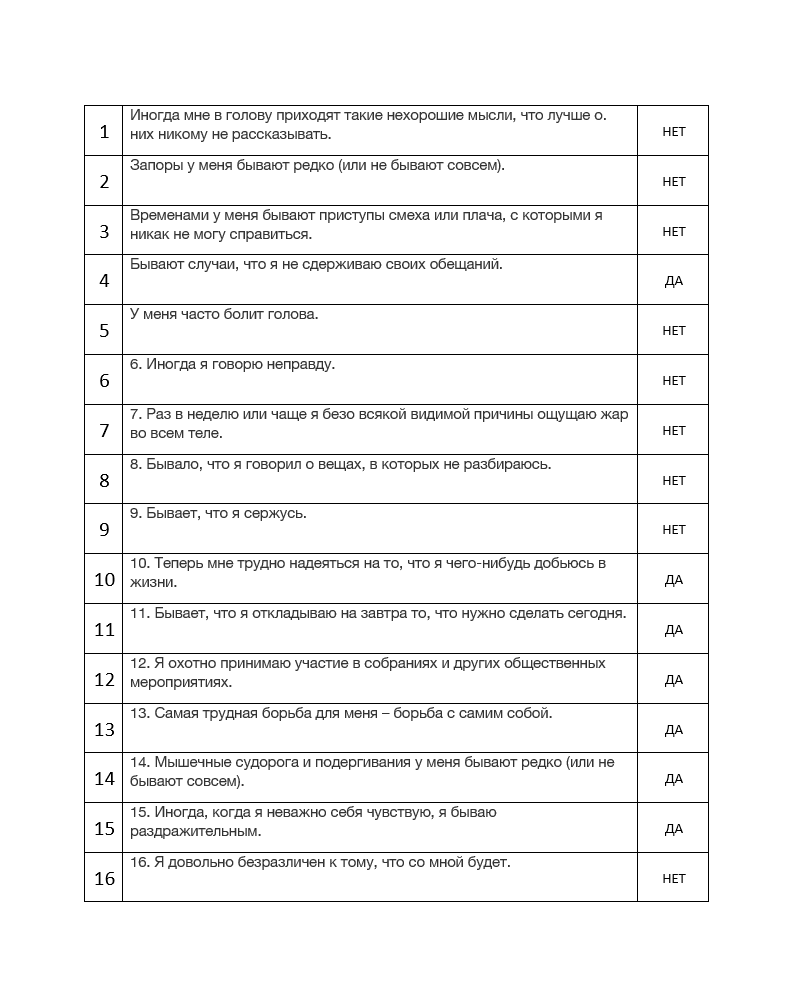 1 Иногда мне в голову приходят такие нехорошие мысли, что лучше о.
них никому не рассказывать. НЕТ
2 Запоры у меня бывают редко (или не бывают совсем). НЕТ
3 Временами у меня бывают приступы смеха или плача, с которыми я
никак не могу справиться. НЕТ
4 Бывают случаи, что я не сдерживаю своих обещаний. ДА
5 У меня часто болит голова. НЕТ
6 6. Иногда я говорю неправду. НЕТ
7 7. Раз в неделю или чаще я безо всякой видимой причины ощущаю жар
во всем теле. НЕТ
8 8. Бывало, что я говорил о вещах, в которых не разбираюсь. НЕТ
9 9. Бывает, что я сержусь. НЕТ
10 10. Теперь мне трудно надеяться на то, что я чего-нибудь добьюсь в
жизни. ДА
11 11. Бывает, что я откладываю на завтра то, что нужно сделать сегодня. ДА
12 12. Я охотно принимаю участие в собраниях и других общественных
мероприятиях. ДА
13 13. Самая трудная борьба для меня – борьба с самим собой. ДА
14 14. Мышечные судорога и подергивания у меня бывают редко (или не
бывают совсем). ДА
15 15. Иногда, когда я неважно себя чувствую, я бываю
раздражительным. ДА
16 16. Я довольно безразличен к тому, что со мной будет. НЕТ